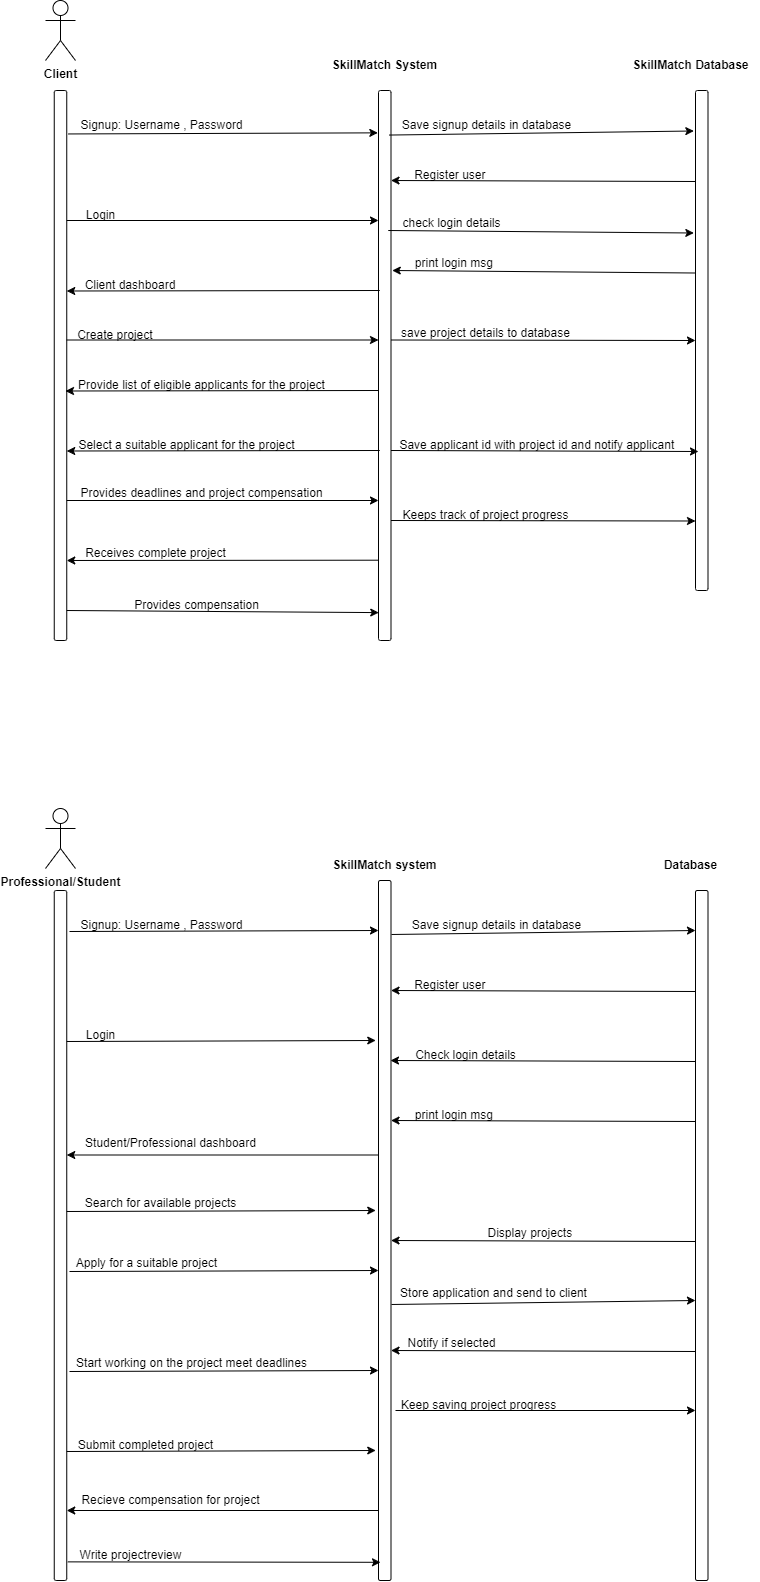 Client
SkillMatch System
SkillMatch Database
Signup: Username , Password
Save signup details in database
Register user
Login
check login details
print login msg
Client dashboard
Create project
save project details to database
Provide list of eligible applicants for the project
Select a suitable applicant for the project
Save applicant id with project id and notify applicant
Provides deadlines and project compensation
Keeps track of project progress
Receives complete project
Provides compensation
Professional/Student
SkillMatch system
Database
Signup: Username , Password
Save signup details in database
Register user
Login
Check login details
print login msg
Student/Professional dashboard
Search for available projects
Display projects
Apply for a suitable project
Store application and send to client
Notify if selected
Start working on the project meet deadlines
Keep saving project progress
Submit completed project
Recieve compensation for project
Write projectreview